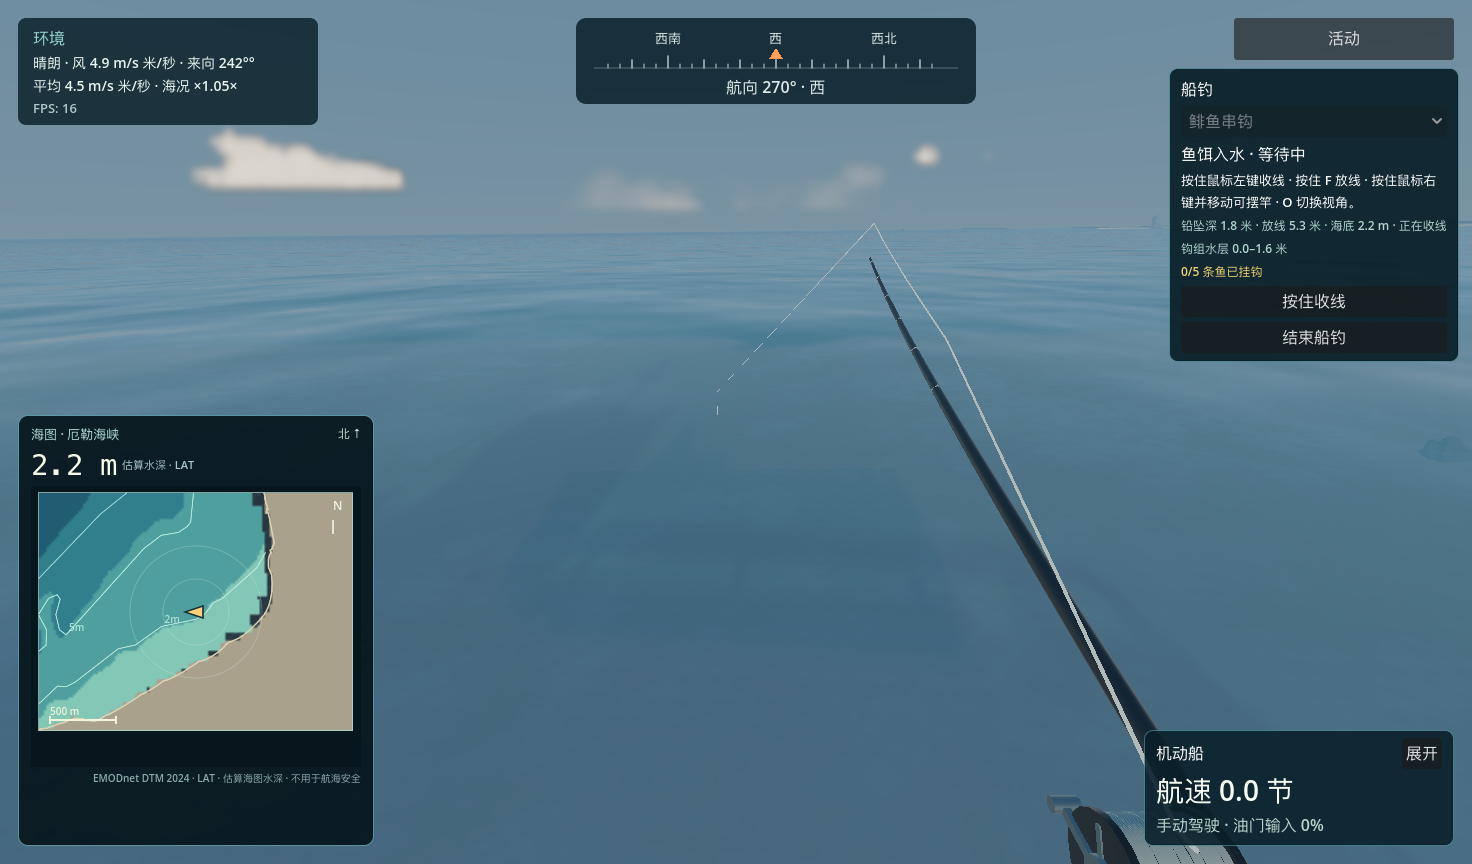 环境
晴朗 · 风 4.9 m/s 米/秒 · 来向 242°°
平均 4.5 m/s 米/秒 · 海况 ×1.05×
FPS: 16
西南 西 西北
航向 270° · 西
活动
船钓
鲱鱼串钩
鱼饵入水 · 等待中
按住鼠标左键收线 · 按住 F 放线 · 按住鼠标右
键并移动可摆竿 · O 切换视角。
铅坠深 1.8 米 · 放线 5.3 米 · 海底 2.2 m · 正在收线
钩组水层 0.0–1.6 米
0/5 条鱼已挂钩
按住收线
结束船钓
海图 · 厄勒海峡 北 ↑
2.2 m 估算水深 · LAT
N
2m
5m
500 m
EMODnet DTM 2024 · LAT · 估算海图水深 · 不用于航海安全
机动船 展开
航速 0.0 节
手动驾驶 · 油门输入 0%